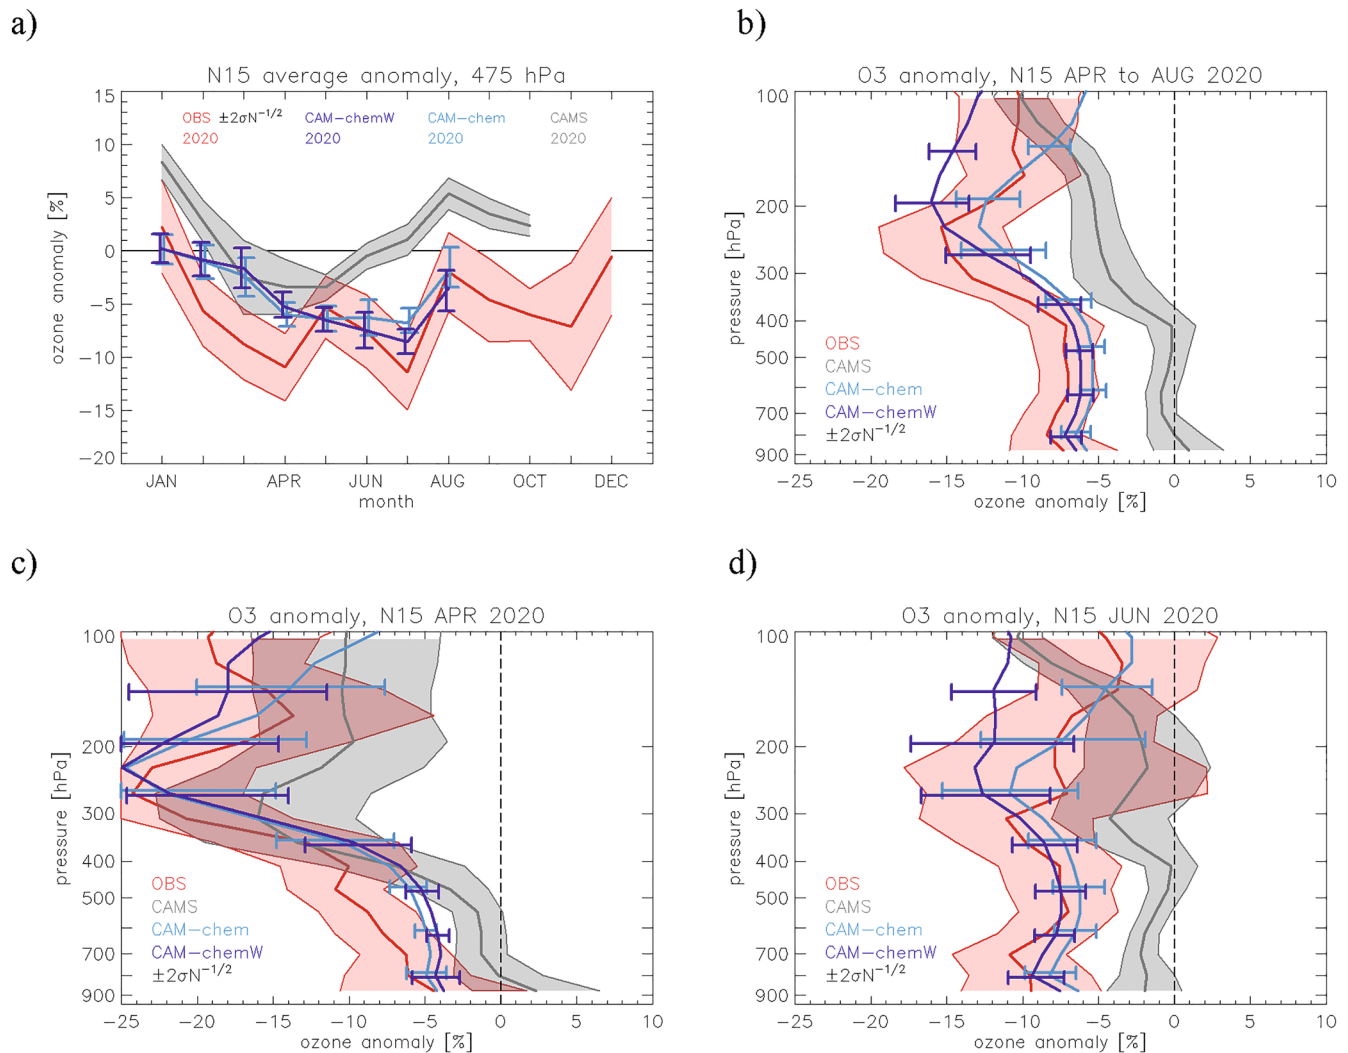 a)
N15 average anomaly, 475 hPa
15
10
5
0
−5
−10
−15
−20
ozone anomaly [%]
OBS ±2σN−1/2 CAM−chemW CAM−chem CAMS
2020 2020 2020 2020
JAN APR JUN AUG OCT DEC
month
b)
O3 anomaly, N15 APR to AUG 2020
100
200
300
400
500
700
900
pressure [hPa]
OBS
CAMS
CAM−chem
CAM−chemW
±2σN−1/2
−25 −20 −15 −10 −5 0 5 10
ozone anomaly [%]
c)
O3 anomaly, N15 APR 2020
100
200
300
400
500
700
900
pressure [hPa]
OBS
CAMS
CAM−chem
CAM−chemW
±2σN−1/2
−25 −20 −15 −10 −5 0 5 10
ozone anomaly [%]
d)
O3 anomaly, N15 JUN 2020
100
200
300
400
500
700
900
pressure [hPa]
OBS
CAMS
CAM−chem
CAM−chemW
±2σN−1/2
−25 −20 −15 −10 −5 0 5 10
ozone anomaly [%]